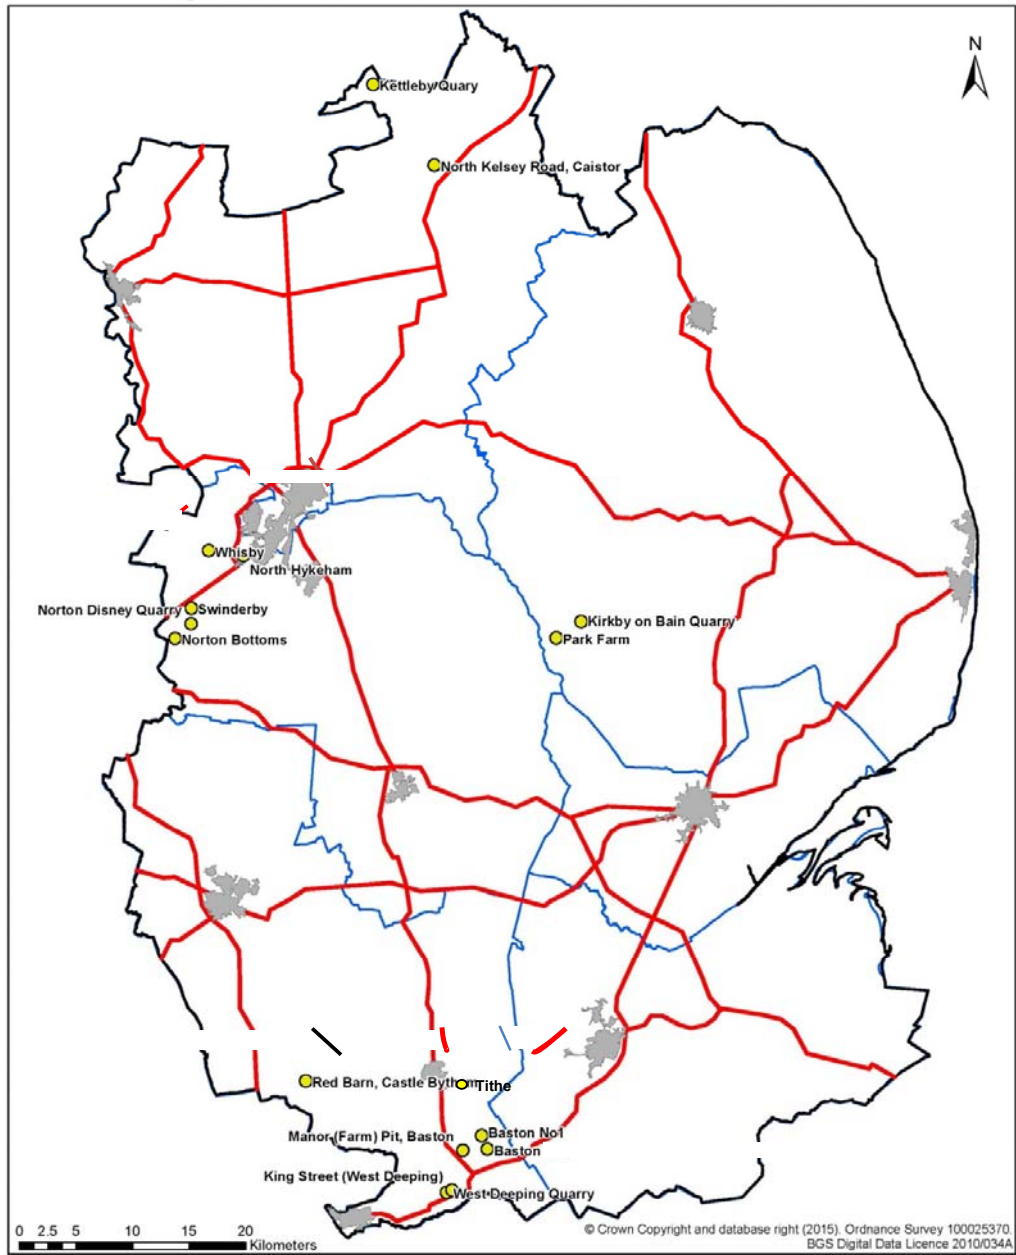 N
Kettleby Quary
North Kelsey Road, Caistor
Whisby
North Hykeham
Norton Disney Quarry
Swinderby
Norton Bottoms
Kirkby on Bain Quarry
Park Farm
Red Barn, Castle Bytham
Tithe
Baston No1
Manor (Farm) Pit, Baston
Baston
King Street (West Deeping)
West Deeping Quarry
0 2.5 5 10 15 20
Kilometers
© Crown Copyright and database right (2015). Ordnance Survey 100025370.
BGS Digital Data Licence 2010/034A